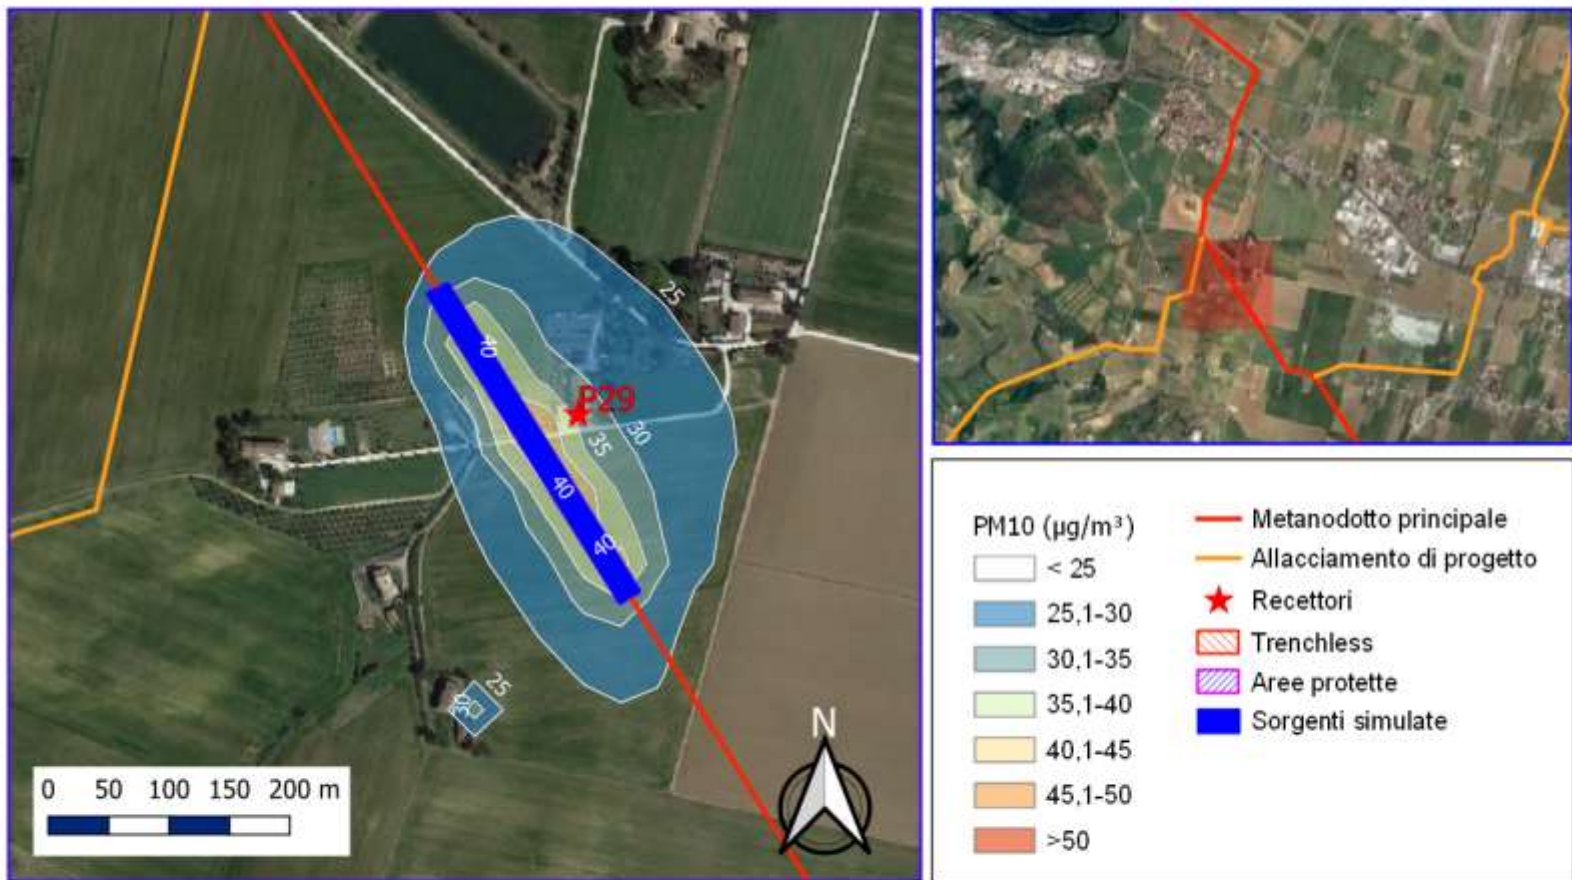 25
40
P29
30
35
40
40
25
30
N
0 50 100 150 200 m
PM10 (µg/m³)
< 25
25,1-30
30,1-35
35,1-40
40,1-45
45,1-50
>50
Metanodotto principale
Allacciamento di progetto
Recettori
Trenchless
Aree protette
Sorgenti simulate